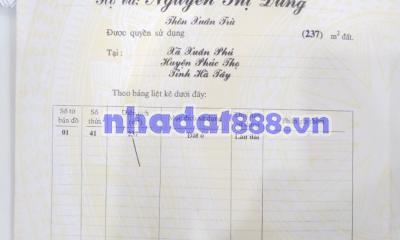 Nguyễn Thị Dung
Thôn Xuân Trù
Được quyền sử dụng (237) m² đất.
Tại : Xã Xuân Phú
Huyện Phúc Thọ
Tỉnh Hà Tây
Theo bảng liệt kê dưới đây:
Số tờ bản đồ Số thửa
nhadat888.vn
01 41 237 Đất ở Lâu dài